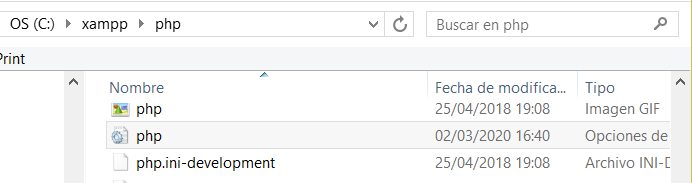 OS (C:) > xampp > php
Buscar en php
Print
Nombre
Fecha de modifica...
Tipo
php
25/04/2018 19:08
Imagen GIF
php
02/03/2020 16:40
Opciones de
php.ini-development
25/04/2018 19:08
Archivo INI-D